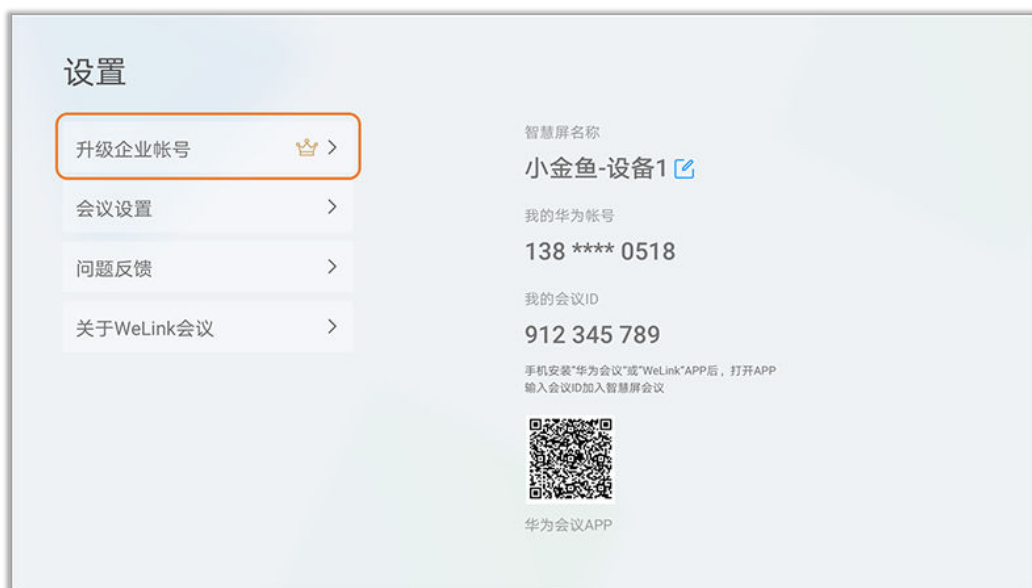 设置
升级企业帐号
会议设置
问题反馈
关于WeLink会议
智慧屏名称
小金鱼-设备1
我的华为帐号
138 **** 0518
我的会议ID
912 345 789
手机安装"华为会议"或"WeLink"APP后，打开APP
输入会议ID加入智慧屏会议
华为会议APP